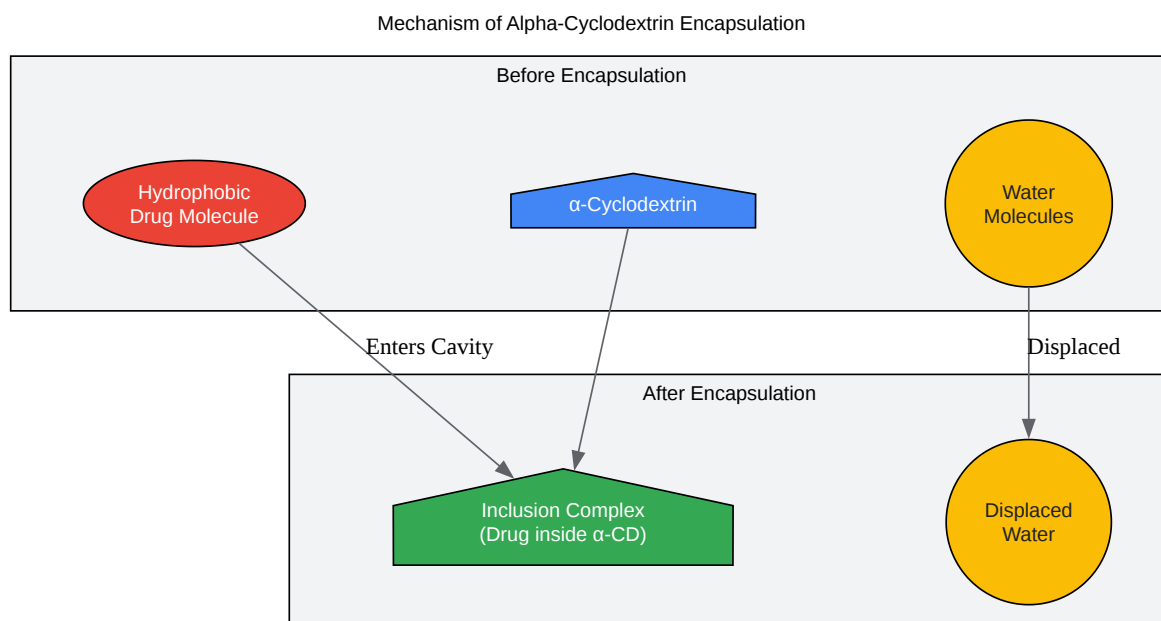 Mechanism of Alpha-Cyclodextrin Encapsulation
Before Encapsulation
Hydrophobic
Drug Molecule
α-Cyclodextrin
Water
Molecules
Enters Cavity
Displaced
After Encapsulation
Inclusion Complex
(Drug inside α-CD)
Displaced
Water